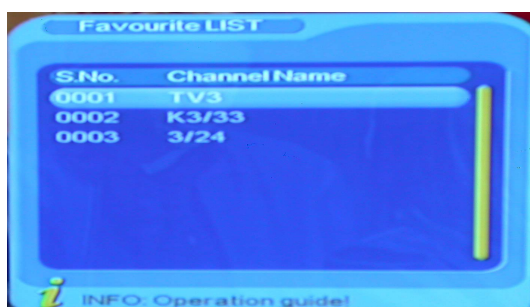 Favourite LIST
S.No. Channel Name
0001 TV3
0002 K3/33
0003 3/24
i INFO: Operation guide!